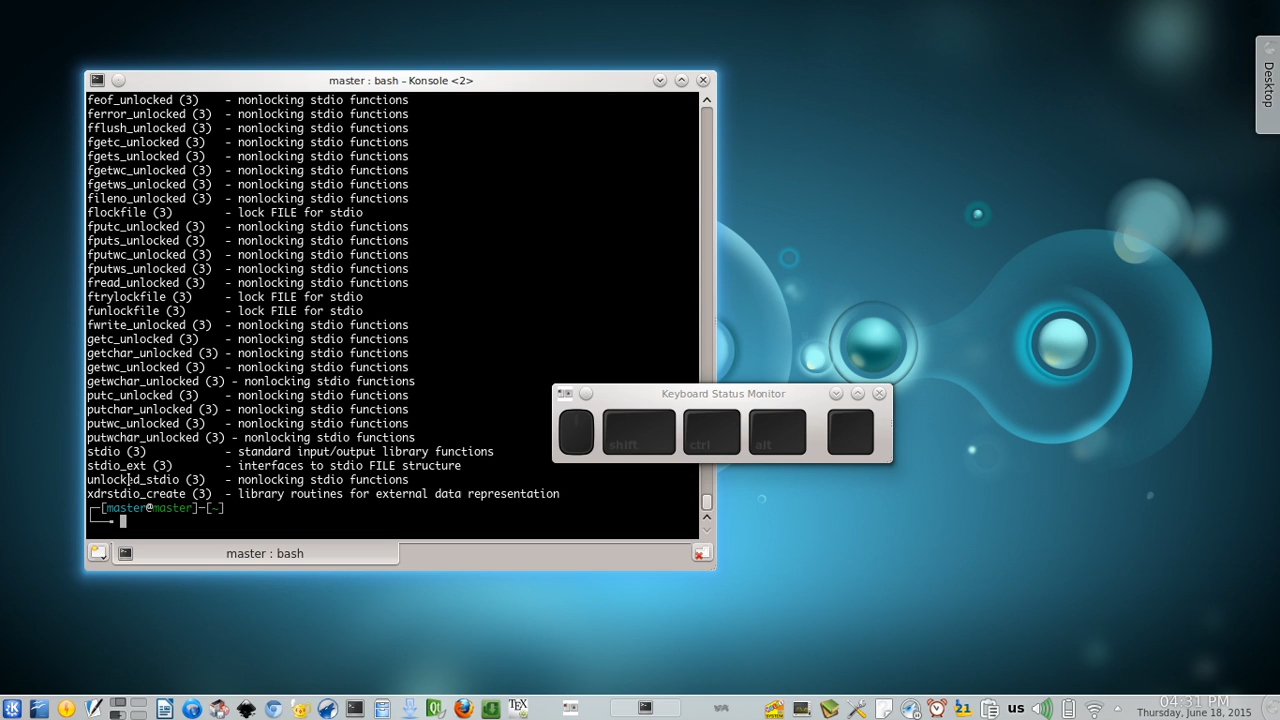 master : bash – Konsole <2>
feof_unlocked (3)    - nonlocking stdio functions
ferror_unlocked (3)  - nonlocking stdio functions
fflush_unlocked (3)  - nonlocking stdio functions
fgetc_unlocked (3)   - nonlocking stdio functions
fgets_unlocked (3)   - nonlocking stdio functions
fgetwc_unlocked (3)  - nonlocking stdio functions
fgetws_unlocked (3)  - nonlocking stdio functions
fileno_unlocked (3)  - nonlocking stdio functions
flockfile (3)        - lock FILE for stdio
fputc_unlocked (3)   - nonlocking stdio functions
fputs_unlocked (3)   - nonlocking stdio functions
fputwc_unlocked (3)  - nonlocking stdio functions
fputws_unlocked (3)  - nonlocking stdio functions
fread_unlocked (3)   - nonlocking stdio functions
ftrylockfile (3)     - lock FILE for stdio
funlockfile (3)      - lock FILE for stdio
fwrite_unlocked (3)  - nonlocking stdio functions
getc_unlocked (3)    - nonlocking stdio functions
getchar_unlocked (3) - nonlocking stdio functions
getwc_unlocked (3)   - nonlocking stdio functions
getwchar_unlocked (3) - nonlocking stdio functions
putc_unlocked (3)    - nonlocking stdio functions
putchar_unlocked (3) - nonlocking stdio functions
putwc_unlocked (3)   - nonlocking stdio functions
putwchar_unlocked (3) - nonlocking stdio functions
stdio (3)            - standard input/output library functions
stdio_ext (3)        - interfaces to stdio FILE structure
unlocked_stdio (3)   - nonlocking stdio functions
xdrstdio_create (3)  - library routines for external data representation
[master@master]-[~]
master : bash
Keyboard Status Monitor
shift ctrl alt
Desktop
TEX
21
us
04:31 PM
Thursday, June 18, 2015